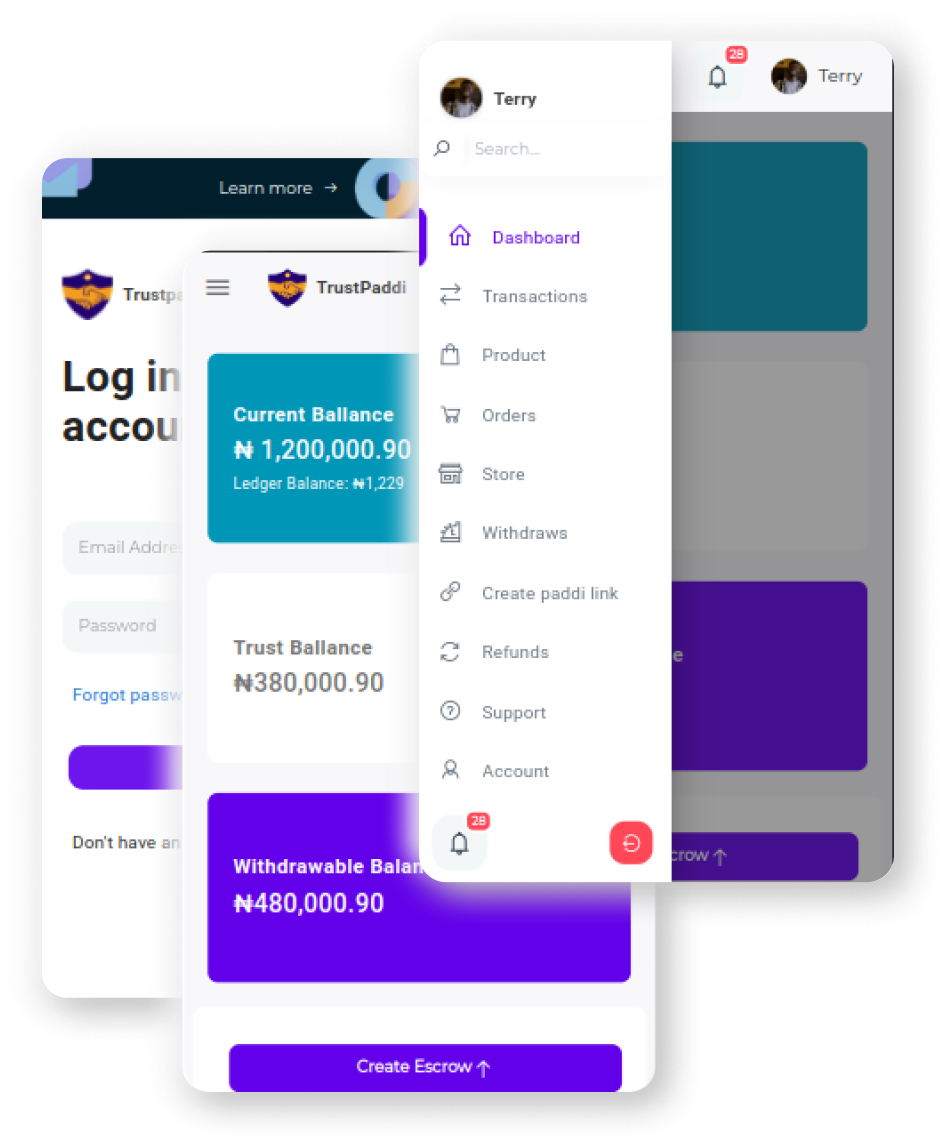 Learn more →
Trustpa
Log in
accou
Email Addre
Password
Forgot passw
Don't have an
TrustPaddi
Current Ballance
₦ 1,200,000.90
Ledger Balance: ₦1,229
Trust Ballance
₦380,000.90
Withdrawable Balan
₦480,000.90
Create Escrow ↑
Terry
Search...
Dashboard
Transactions
Product
Orders
Store
Withdraws
Create paddi link
Refunds
Support
Account
28
28
Terry
e
crow ↑